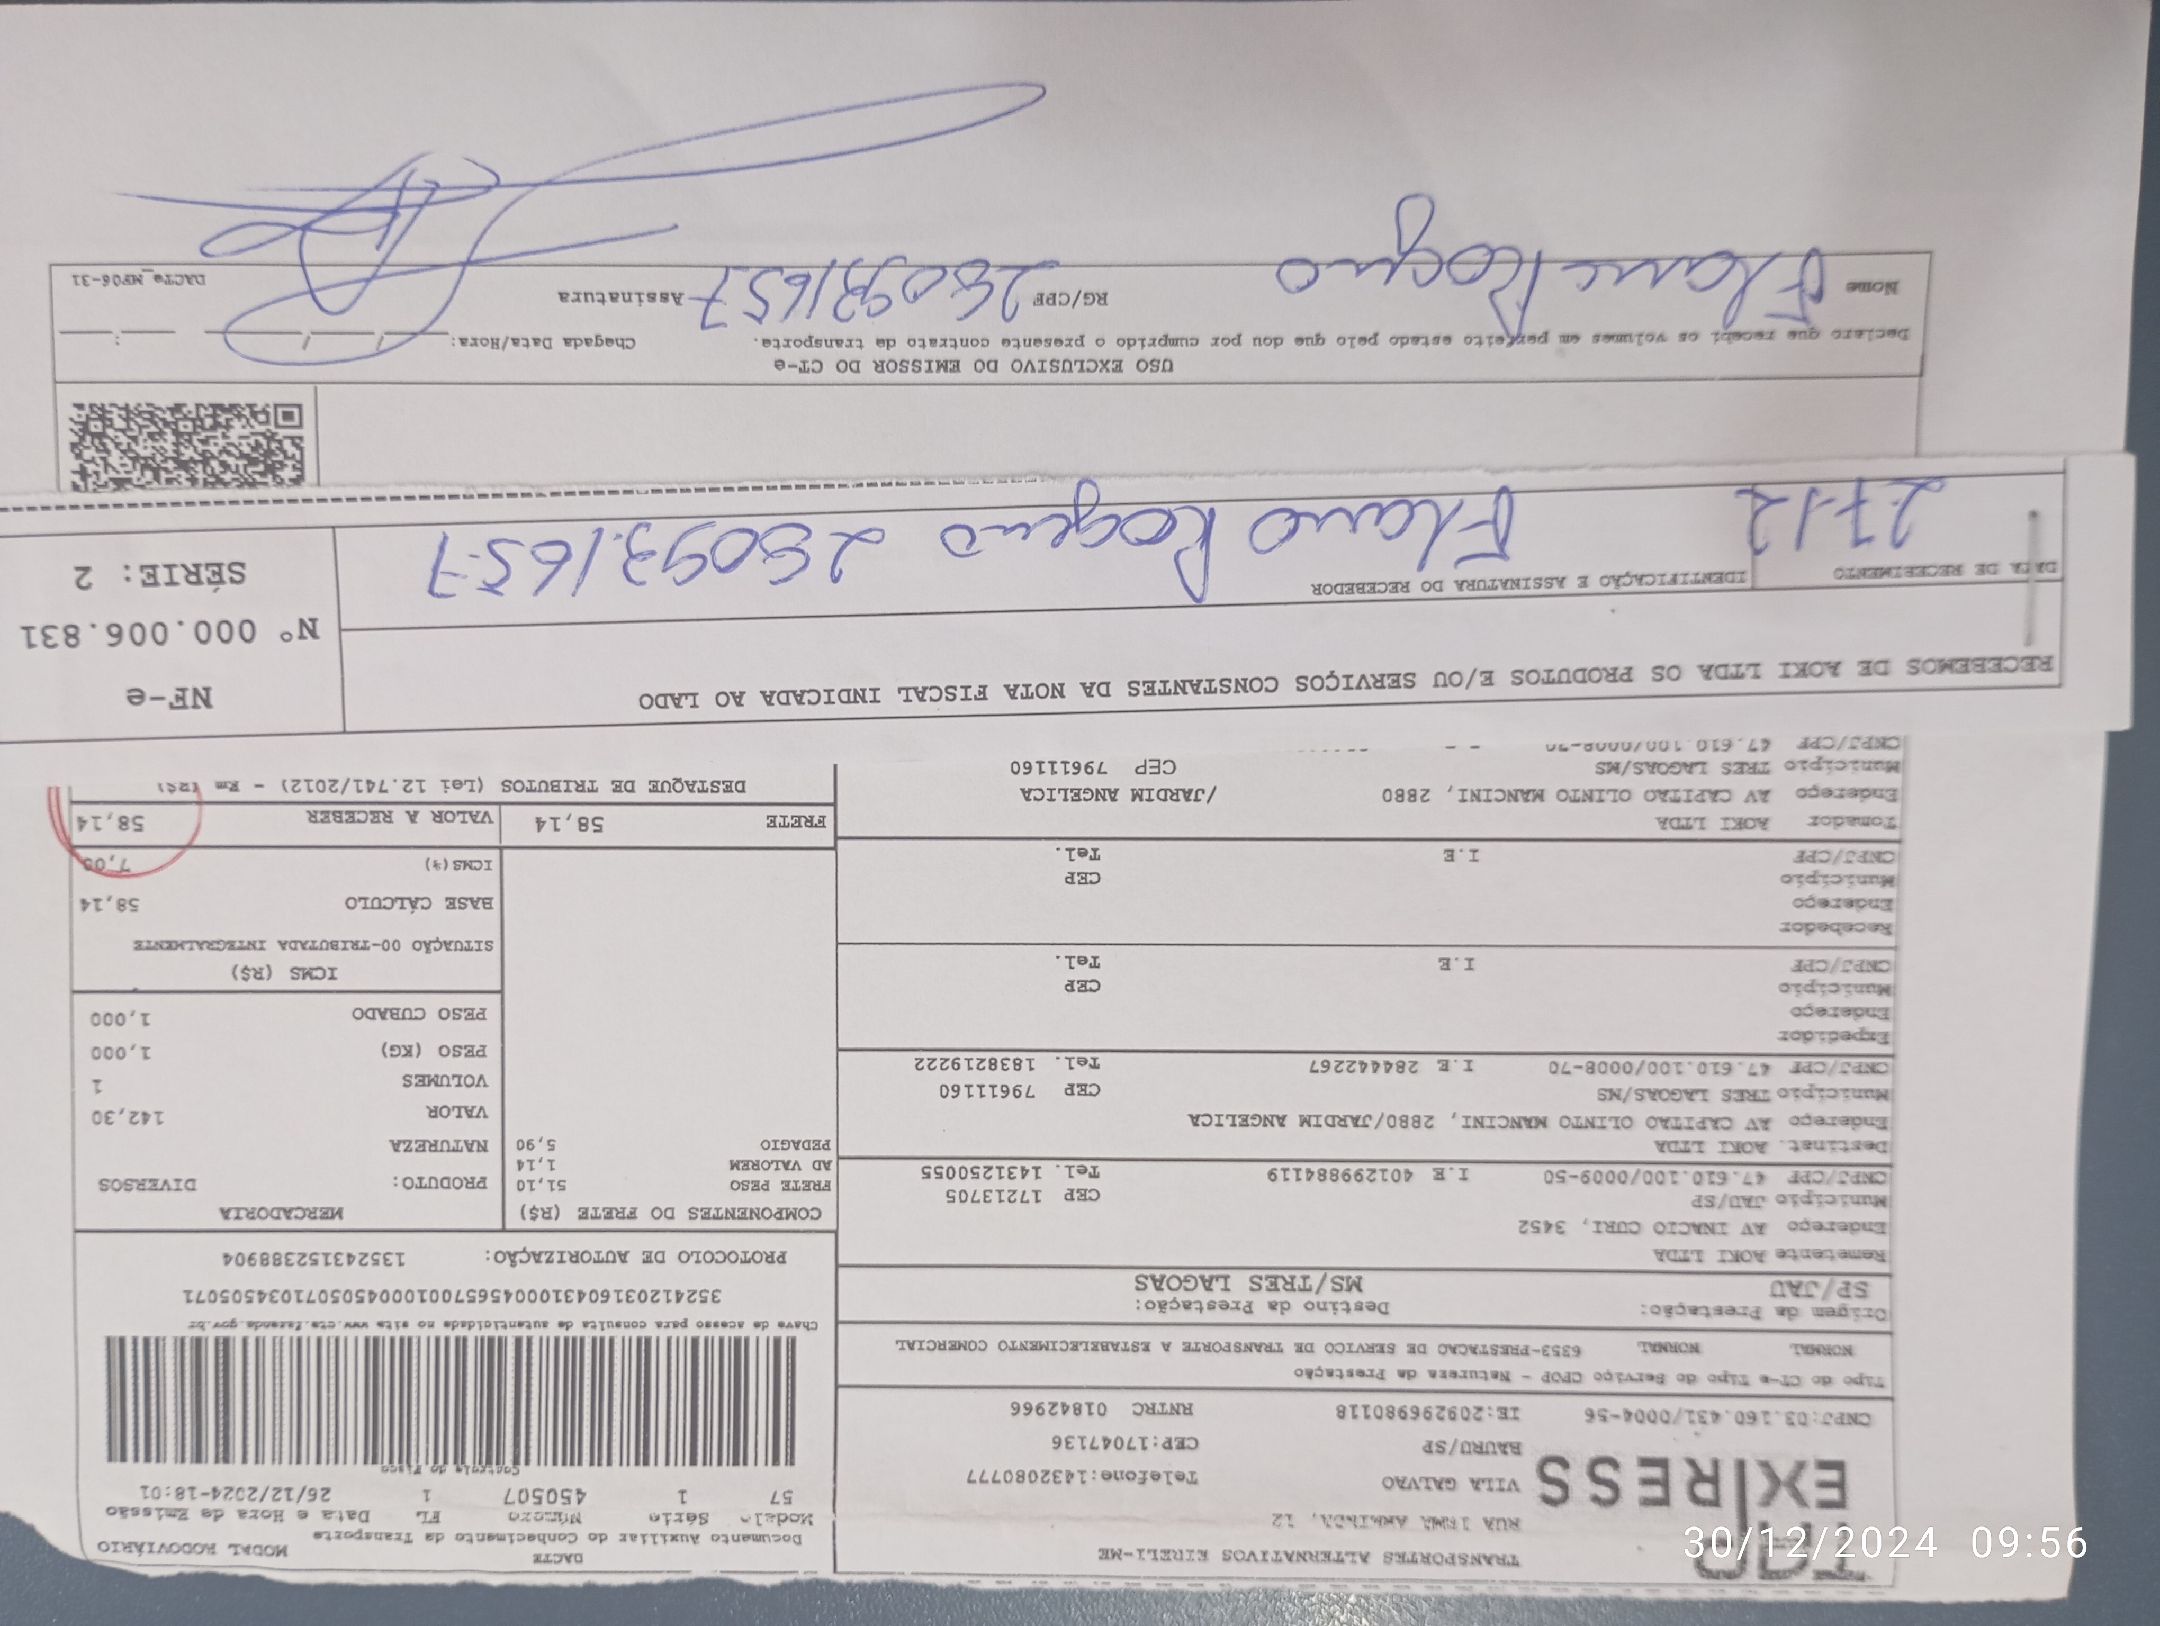 30/12/2024 09:56
EXPRESS
TRANSPORTES ALTERNATIVOS EIRELI-ME
RUA IRMA ARMINDA, 12
VILA GALVAO
Telefone:1432080777
BAURU/SP
CEP:17047136
CNPJ:03.160.431/0004-56
IE:209296980118
RNTRC 01842966
DACTE
Documento Auxiliar do Conhecimento de Transporte
MODAL RODOVIÁRIO
Modelo Série Número FL Data e Hora de Emissão
57 1 450507 1 26/12/2024-18:01
Controle do Fisco
Tipo do CT-e Tipo do Serviço CFOP - Natureza da Prestação
NORMAL NORMAL 6353-PRESTACAO DE SERVICO DE TRANSPORTE A ESTABELECIMENTO COMERCIAL
Chave de acesso para consulta de autenticidade no site www.cte.fazenda.gov.br
Origem da Prestação:
SP/JAU
Destino da Prestação:
MS/TRES LAGOAS
PROTOCOLO DE AUTORIZAÇÃO: 135243152388904
Remetente AOKI LTDA
Endereço AV INACIO CURI, 3452
Município JAU/SP
CEP 17213705
CNPJ/CPF 47.610.100/0009-50
I.E 401299884119
Tel. 1431250055
Destinat. AOKI LTDA
Endereço AV CAPITAO OLINTO MANCINI, 2880/JARDIM ANGELICA
Município TRES LAGOAS/MS
CEP 79611160
CNPJ/CPF 47.610.100/0008-70
I.E 284442267
Tel. 1838219222
Expedidor
Endereço
Município
CEP
CNPJ/CPF
I.E
Tel.
Recebedor
Endereço
Município
CEP
CNPJ/CPF
I.E
Tel.
Tomador AOKI LTDA
Endereço AV CAPITAO OLINTO MANCINI, 2880
/JARDIM ANGELICA
Município TRES LAGOAS/MS
CEP 79611160
CNPJ/CPF 47.610.100/0008-70
COMPONENTES DO FRETE (R$)
FRETE PESO 51,10
AD VALOREM 1,14
PEDAGIO 5,90
MERCADORIA
PRODUTO: DIVERSOS
NATUREZA
VALOR 142,30
VOLUMES 1
PESO (KG) 1,000
PESO CUBADO 1,000
ICMS (R$)
SITUAÇÃO 00-TRIBUTADA INTEGRALMENTE
BASE CÁLCULO 58,14
ICMS(%) 7,00
FRETE 58,14
VALOR A RECEBER 58,14
DESTAQUE DE TRIBUTOS (Lei 12.741/2012) - Em (R$)
RECEBEMOS DE AOKI LTDA OS PRODUTOS E/OU SERVIÇOS CONSTANTES DA NOTA FISCAL INDICADA AO LADO
NF-e
Nº 000.006.831
SÉRIE: 2
DATA DE RECEBIMENTO
27-12
IDENTIFICAÇÃO E ASSINATURA DO RECEBEDOR
USO EXCLUSIVO DO EMISSOR DO CT-e
Declaro que recebi os volumes em perfeito estado pelo que dou por cumprido o presente contrato de transporte.
Chegada Data/Hora: / / :
Nome
RG/CPF
Assinatura
DACTe_MP06-31